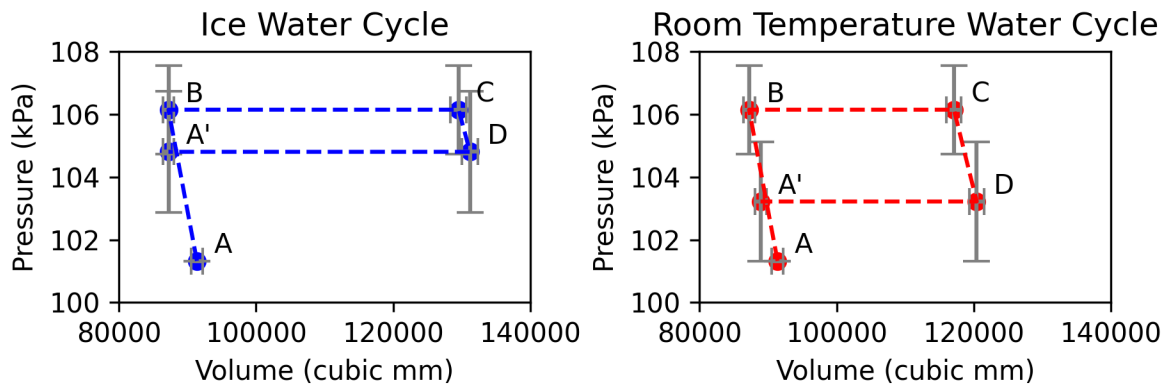 Ice Water Cycle
108
106
104
102
100
Pressure (kPa)
B
C
A'
D
A
80000
100000
120000
140000
Volume (cubic mm)
Room Temperature Water Cycle
108
106
104
102
100
Pressure (kPa)
B
C
A'
D
A
80000
100000
120000
140000
Volume (cubic mm)